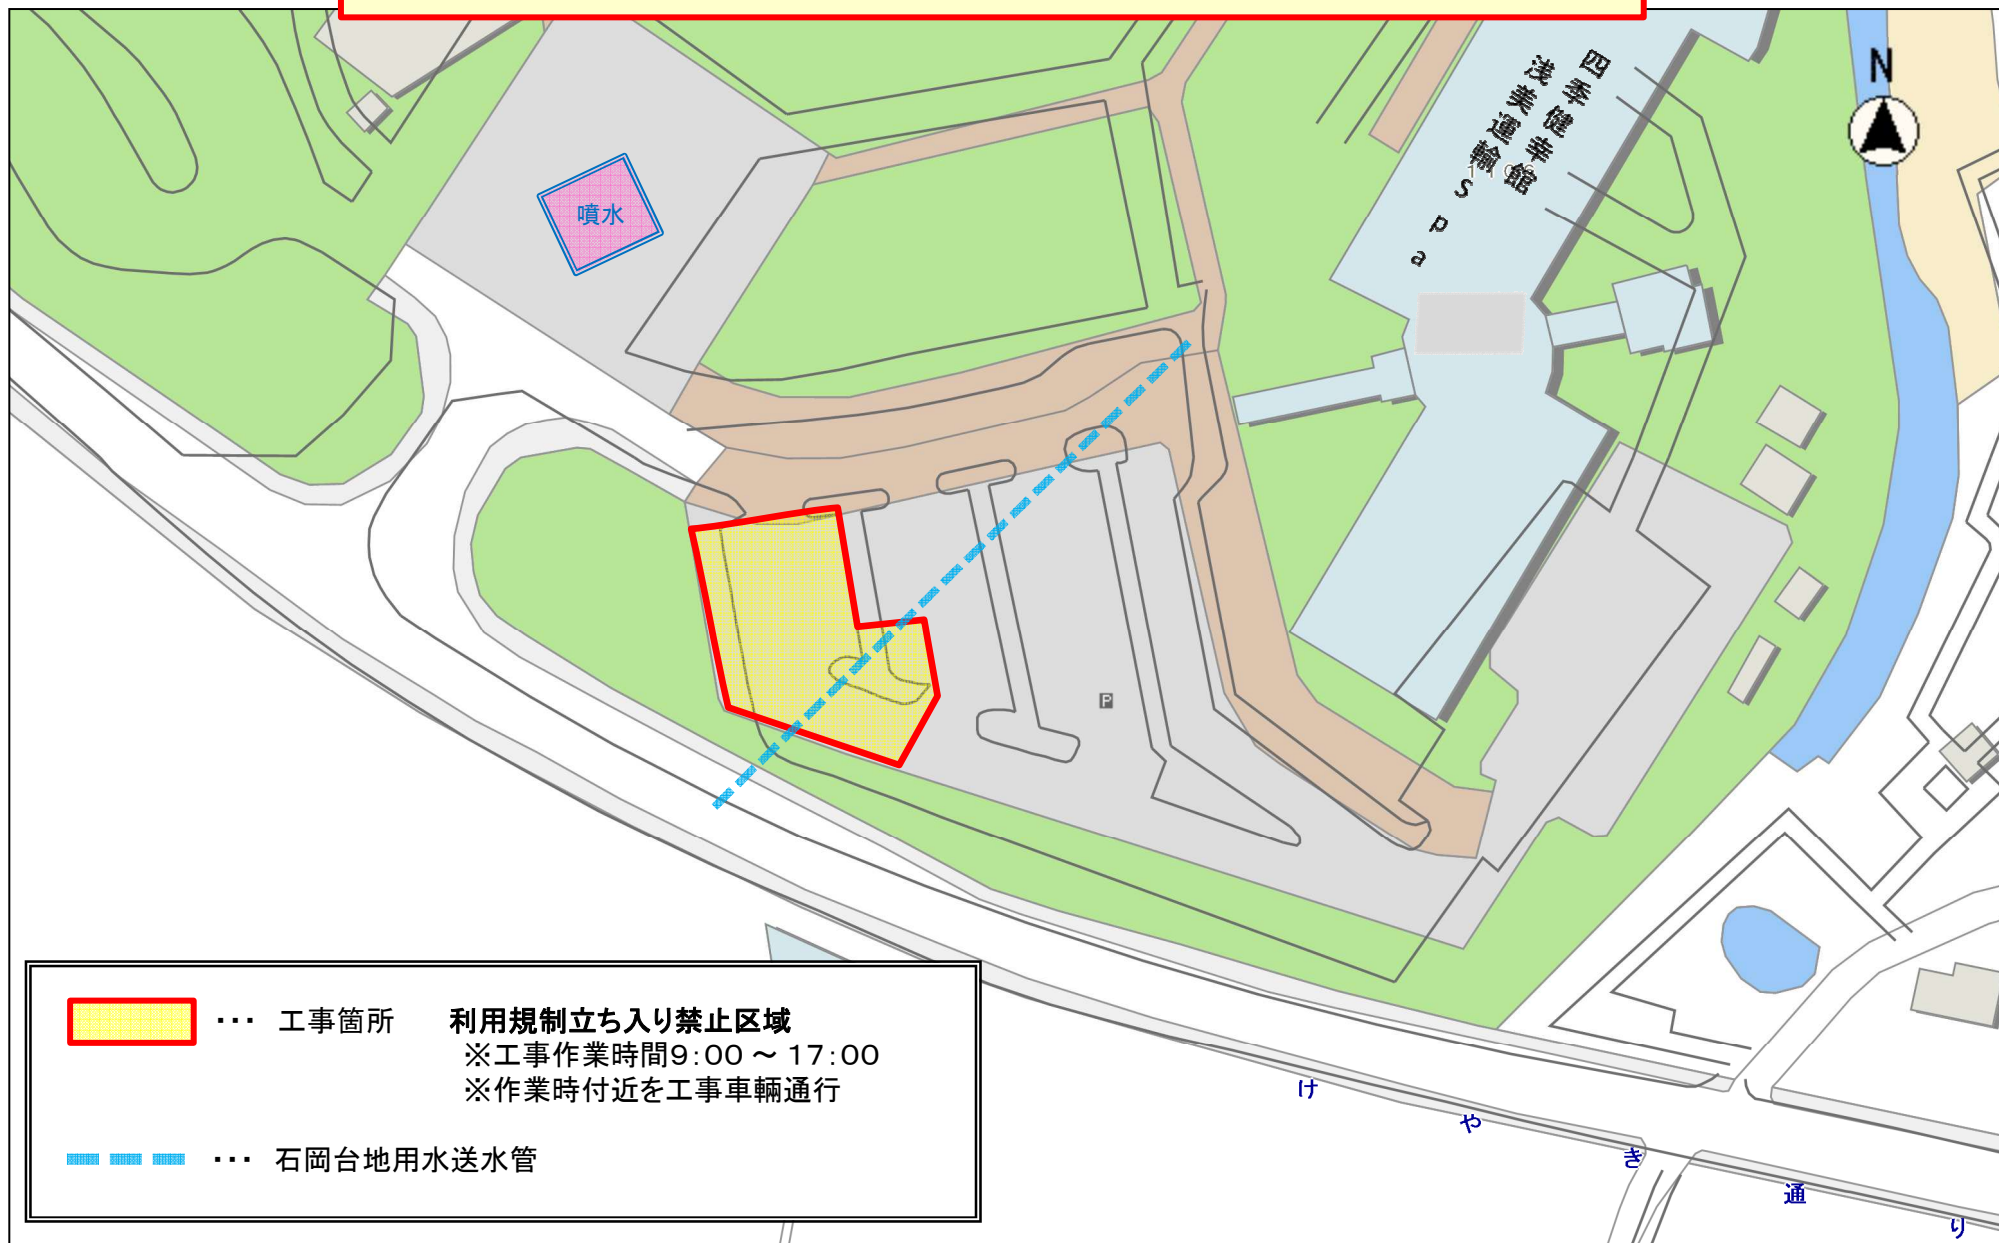 四季健幸館
浅美運輸Spa
N
噴水
P
・・・ 工事箇所 利用規制立ち入り禁止区域
※工事作業時間9:00～17:00
※作業時付近を工事車輛通行
・・・ 石岡台地用水送水管
けやき通り